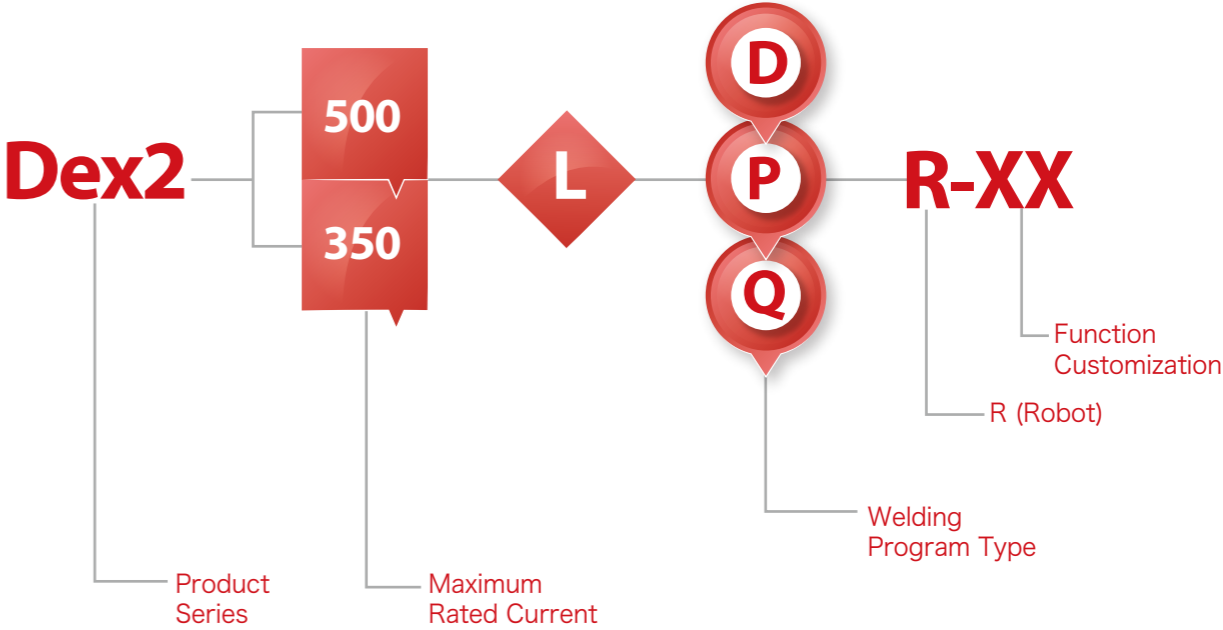 Dex2
500
350
L
D
P
Q
R-XX
Function
Customization
R (Robot)
Welding
Program Type
Product
Series
Maximum
Rated Current